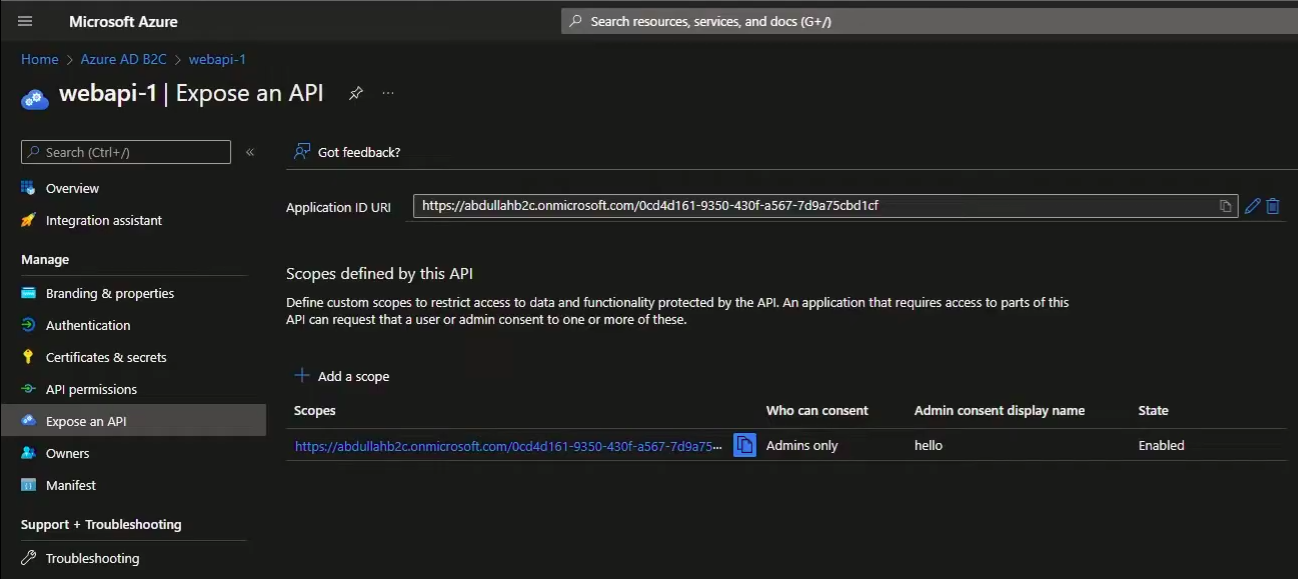 Microsoft Azure
Search resources, services, and docs (G+/)
Home > Azure AD B2C > webapi-1
webapi-1 | Expose an API
Search (Ctrl+/)
Got feedback?
Overview
Integration assistant
Application ID URI
https://abdullahb2c.onmicrosoft.com/0cd4d161-9350-430f-a567-7d9a75cbd1cf
Manage
Branding & properties
Authentication
Certificates & secrets
API permissions
Expose an API
Owners
Manifest
Support + Troubleshooting
Troubleshooting
Scopes defined by this API
Define custom scopes to restrict access to data and functionality protected by the API. An application that requires access to parts of this
API can request that a user or admin consent to one or more of these.
Add a scope
Scopes Who can consent Admin consent display name State
https://abdullahb2c.onmicrosoft.com/0cd4d161-9350-430f-a567-7d9a75... Admins only hello Enabled